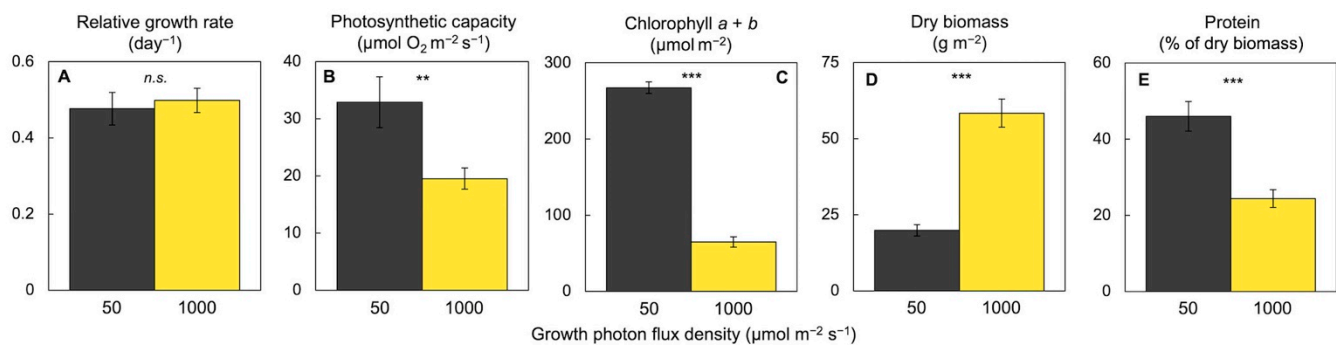 Relative growth rate
(day⁻¹)
0.6
0.4
0.2
0
A
n.s.
50 1000
Photosynthetic capacity
(µmol O₂ m⁻² s⁻¹)
40
30
20
10
0
B
**
50 1000
Chlorophyll a + b
(µmol m⁻²)
300
200
100
0
***
C
50 1000
Dry biomass
(g m⁻²)
75
50
25
0
D
***
50 1000
Protein
(% of dry biomass)
60
40
20
0
E
***
50 1000
Growth photon flux density (µmol m⁻² s⁻¹)